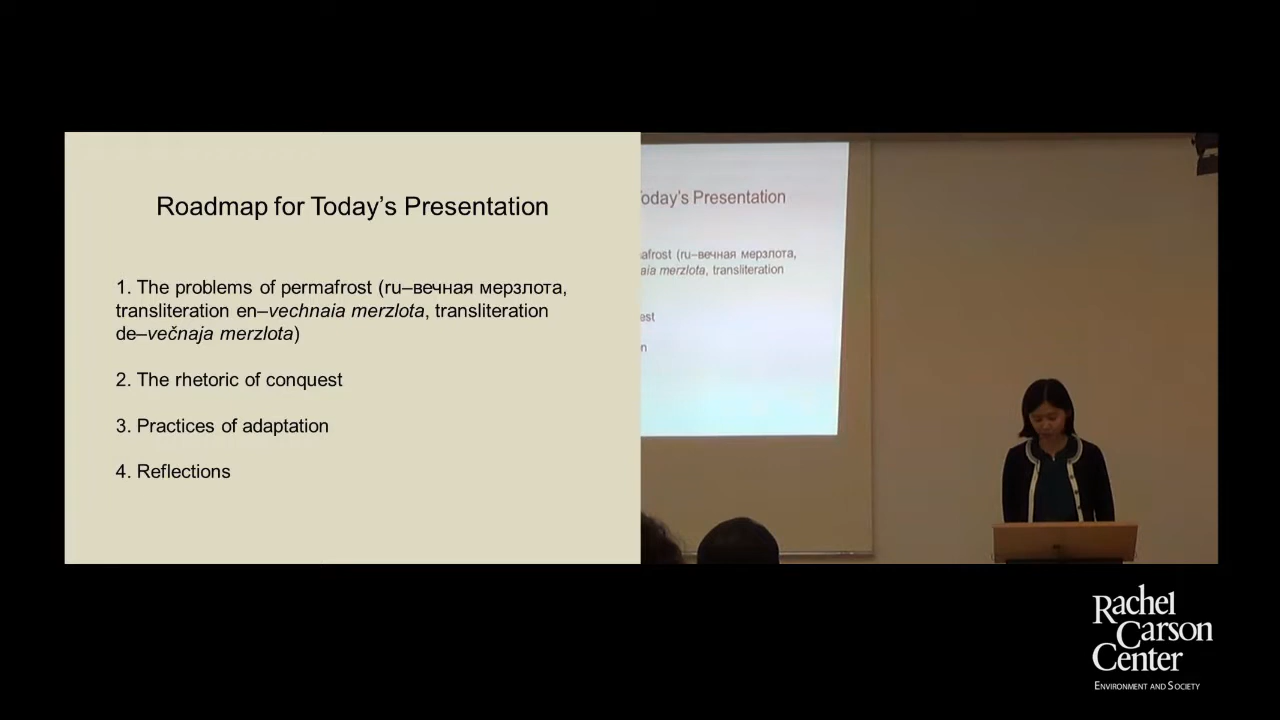 Roadmap for Today's Presentation
1. The problems of permafrost (ru–вечная мерзлота,
transliteration en–vechnaia merzlota, transliteration
de–večnaja merzlota)
2. The rhetoric of conquest
3. Practices of adaptation
4. Reflections
oday's Presentation
afrost (ru–вечная мерзлота,
aia merzlota, transliteration
est
n
Rachel
Carson
Center
ENVIRONMENT AND SOCIETY